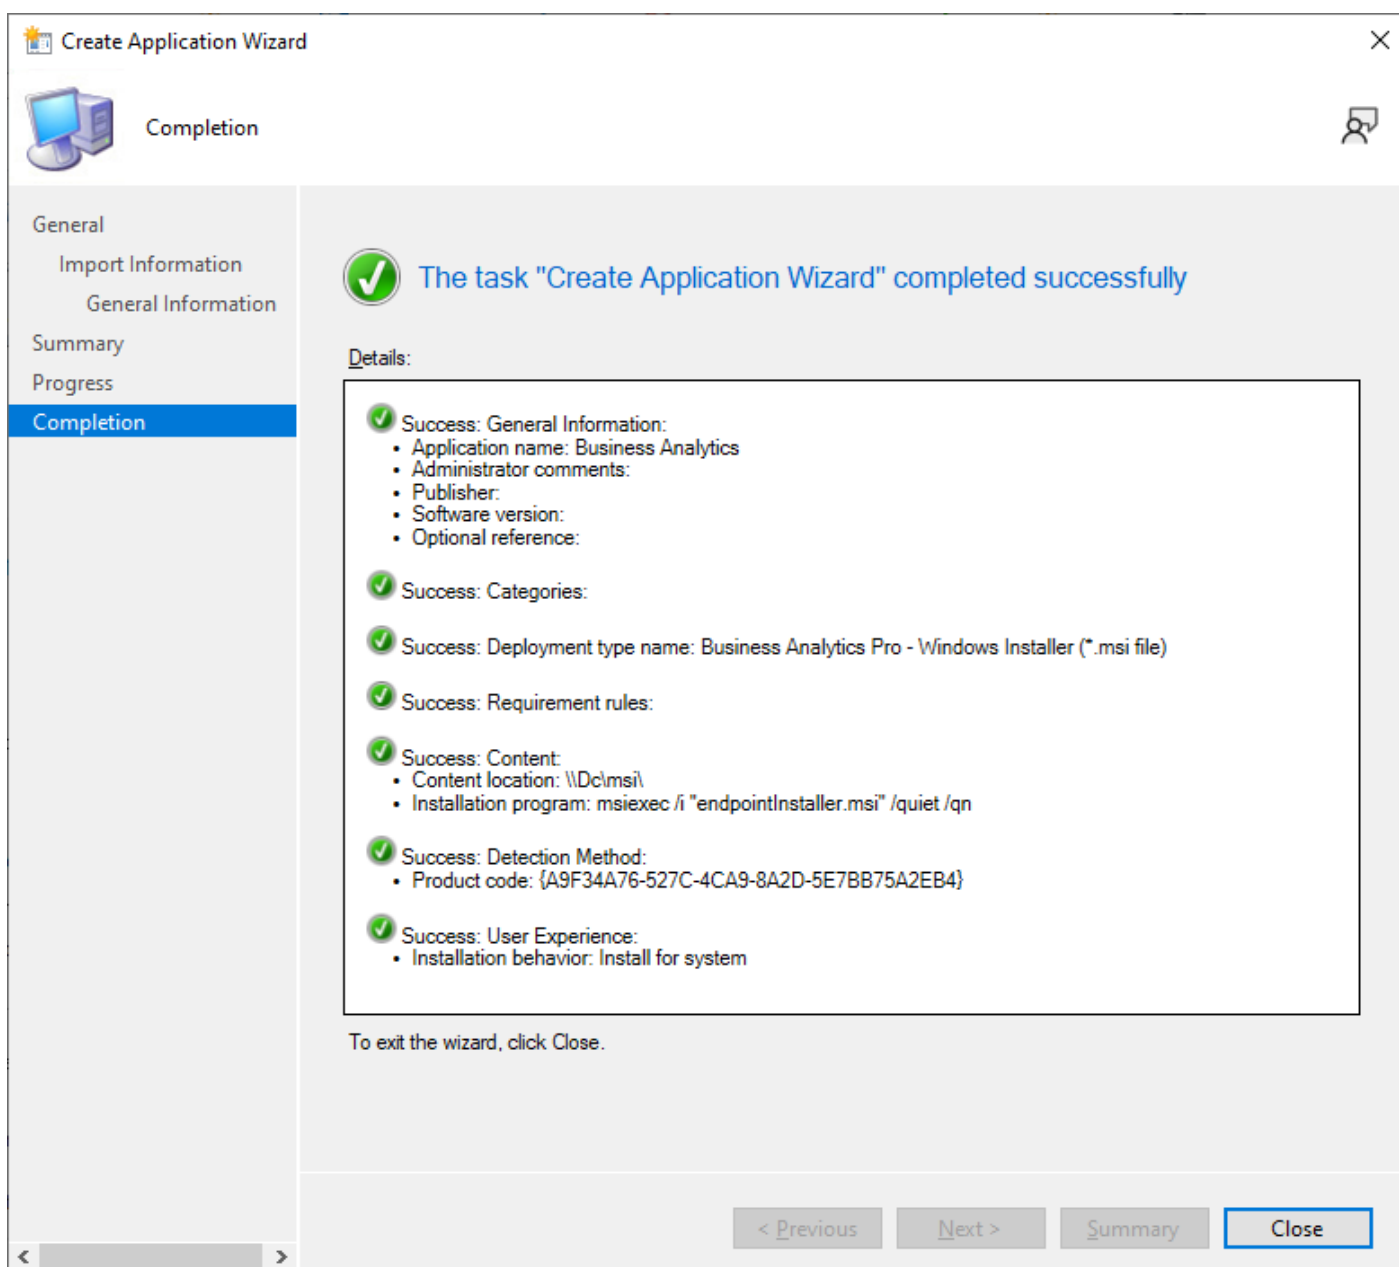 Create Application Wizard
Completion
General
Import Information
General Information
Summary
Progress
Completion
The task "Create Application Wizard" completed successfully
Details:
Success: General Information:
• Application name: Business Analytics
• Administrator comments:
• Publisher:
• Software version:
• Optional reference:
Success: Categories:
Success: Deployment type name: Business Analytics Pro - Windows Installer (*.msi file)
Success: Requirement rules:
Success: Content:
• Content location: \\Dc\msi\
• Installation program: msiexec /i "endpointInstaller.msi" /quiet /qn
Success: Detection Method:
• Product code: {A9F34A76-527C-4CA9-8A2D-5E7BB75A2EB4}
Success: User Experience:
• Installation behavior: Install for system
To exit the wizard, click Close.
< Previous
Next >
Summary
Close